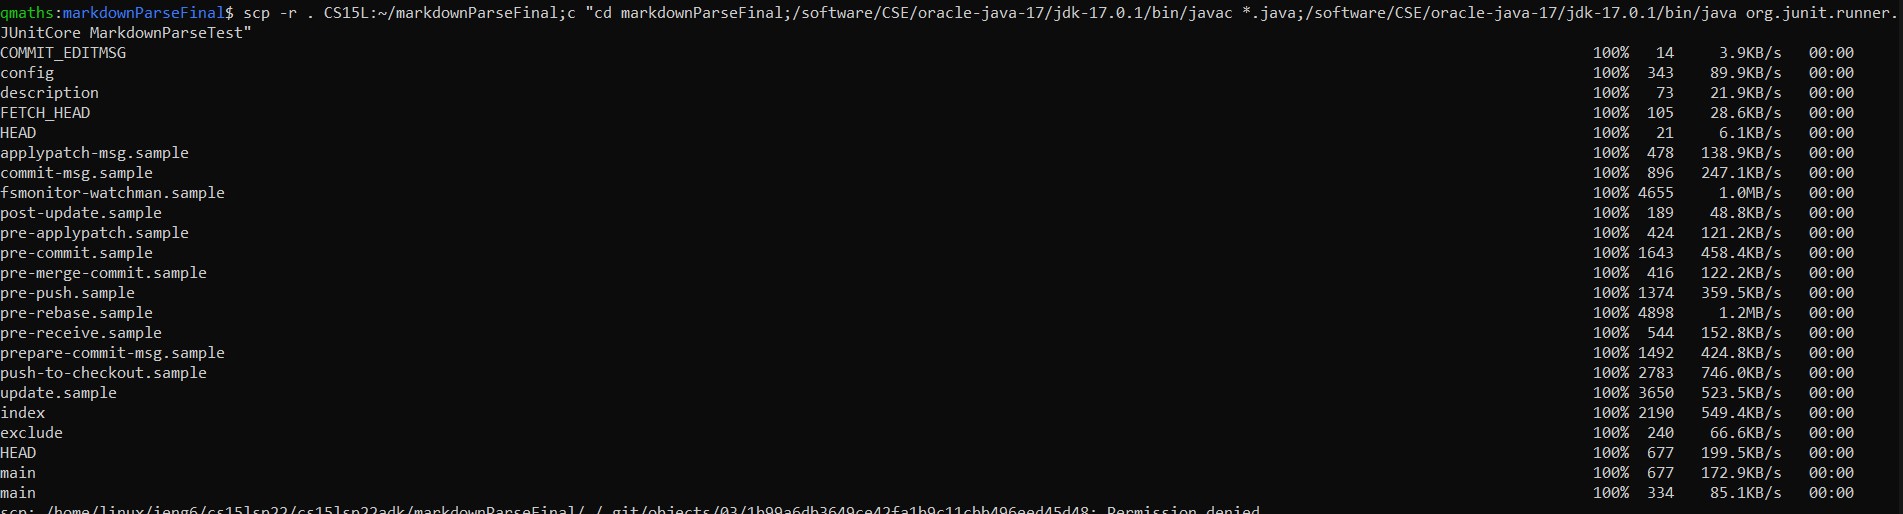 qmaths:markdownParseFinal$ scp -r . CS15L:~/markdownParseFinal;c "cd markdownParseFinal;/software/CSE/oracle-java-17/jdk-17.0.1/bin/javac *.java;/software/CSE/oracle-java-17/jdk-17.0.1/bin/java org.junit.runner.
JUnitCore MarkdownParseTest"
COMMIT_EDITMSG 100% 14 3.9KB/s 00:00
config 100% 343 89.9KB/s 00:00
description 100% 73 21.9KB/s 00:00
FETCH_HEAD 100% 105 28.6KB/s 00:00
HEAD 100% 21 6.1KB/s 00:00
applypatch-msg.sample 100% 478 138.9KB/s 00:00
commit-msg.sample 100% 896 247.1KB/s 00:00
fsmonitor-watchman.sample 100% 4655 1.0MB/s 00:00
post-update.sample 100% 189 48.8KB/s 00:00
pre-applypatch.sample 100% 424 121.2KB/s 00:00
pre-commit.sample 100% 1643 458.4KB/s 00:00
pre-merge-commit.sample 100% 416 122.2KB/s 00:00
pre-push.sample 100% 1374 359.5KB/s 00:00
pre-rebase.sample 100% 4898 1.2MB/s 00:00
pre-receive.sample 100% 544 152.8KB/s 00:00
prepare-commit-msg.sample 100% 1492 424.8KB/s 00:00
push-to-checkout.sample 100% 2783 746.0KB/s 00:00
update.sample 100% 3650 523.5KB/s 00:00
index 100% 2190 549.4KB/s 00:00
exclude 100% 240 66.6KB/s 00:00
HEAD 100% 677 199.5KB/s 00:00
main 100% 677 172.9KB/s 00:00
main 100% 334 85.1KB/s 00:00
scp: Permission denied